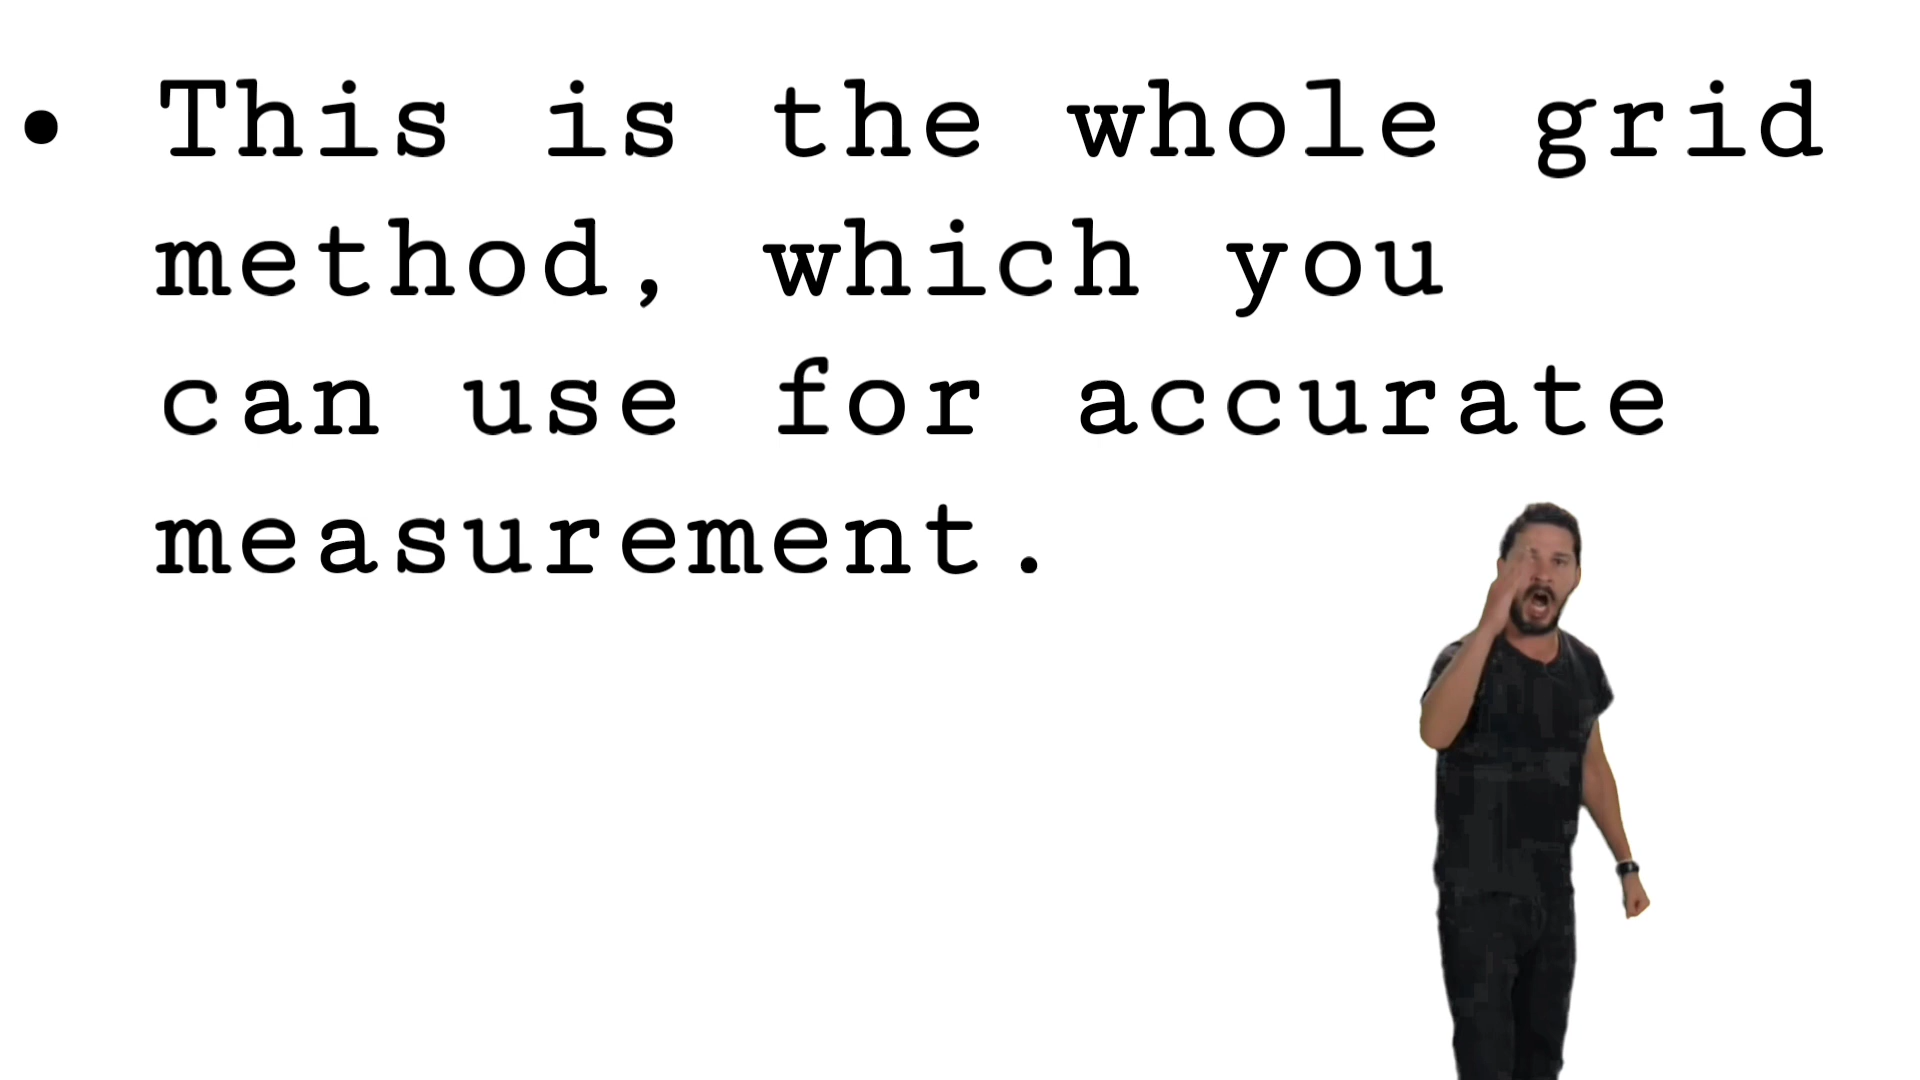 • This is the whole grid
method, which you
can use for accurate
measurement.